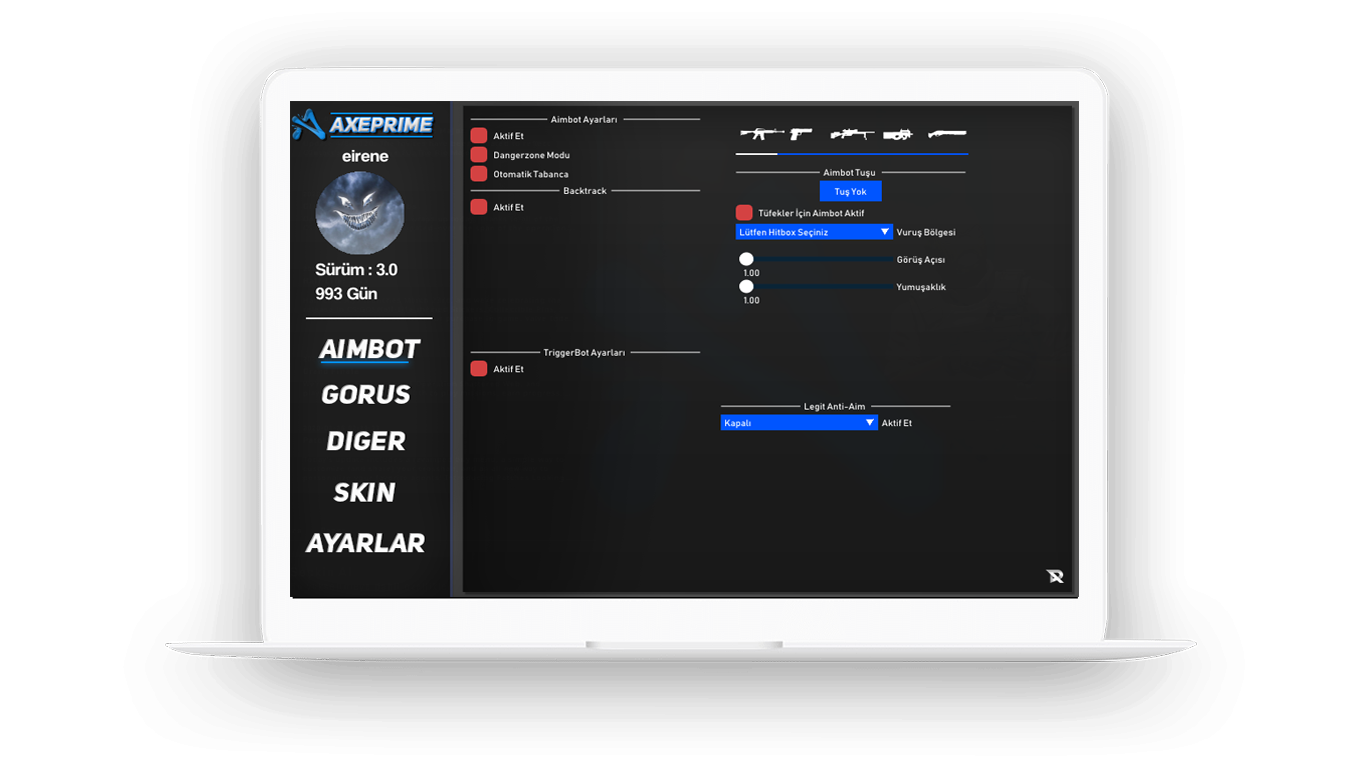 AXEPRIME
eirene
Sürüm : 3.0
993 Gün
AIMBOT
GORUS
DIGER
SKIN
AYARLAR
Aimbot Ayarları
Aktif Et
Dangerzone Modu
Otomatik Tabanca
Backtrack
Aktif Et
TriggerBot Ayarları
Aktif Et
Aimbot Tuşu
Tuş Yok
Tüfekler İçin Aimbot Aktif
Lütfen Hitbox Seçiniz Vuruş Bölgesi
Görüş Açısı
1.00
Yumuşaklık
1.00
Legit Anti-Aim
Kapalı Aktif Et